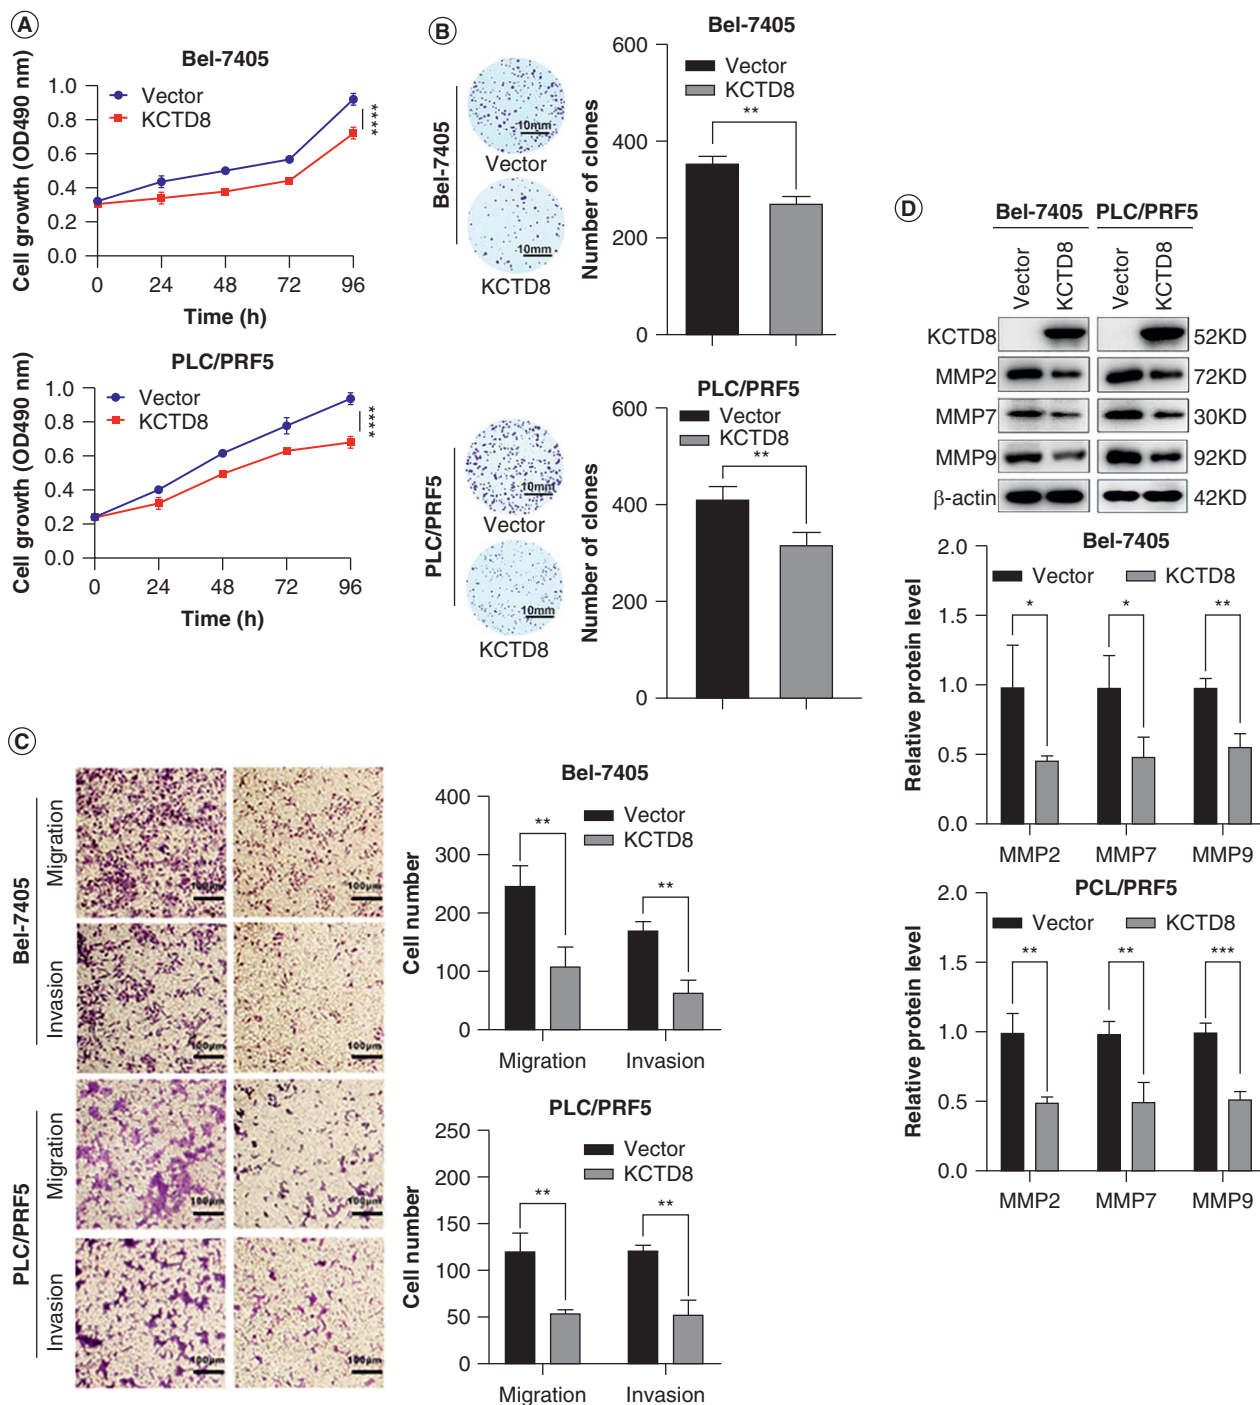 A
Bel-7405
Cell growth (OD490 nm)
1.0
0.8
0.6
0.4
0.2
0.0
Vector
KCTD8
****
0 24 48 72 96
Time (h)
PLC/PRF5
Cell growth (OD490 nm)
1.0
0.8
0.6
0.4
0.2
0.0
Vector
KCTD8
****
0 24 48 72 96
Time (h)
B
Bel-7405
10mm
Vector
10mm
KCTD8
Bel-7405
Number of clones
600
400
200
0
Vector
KCTD8
**
PLC/PRF5
10mm
Vector
10mm
KCTD8
PLC/PRF5
Number of clones
600
400
200
0
Vector
KCTD8
**
C
Bel-7405
Migration
100μm 100μm
Invasion
100μm 100μm
PLC/PRF5
Migration
100μm 100μm
Invasion
100μm 100μm
Bel-7405
Cell number
400
300
200
100
0
Vector
KCTD8
** **
Migration Invasion
PLC/PRF5
Cell number
250
200
150
100
50
0
Vector
KCTD8
** **
Migration Invasion
D
Bel-7405 PLC/PRF5
Vector KCTD8 Vector KCTD8
KCTD8 52KD
MMP2 72KD
MMP7 30KD
MMP9 92KD
β-actin 42KD
Bel-7405
Relative protein level
2.0
1.5
1.0
0.5
0.0
Vector KCTD8
* * **
MMP2 MMP7 MMP9
PCL/PRF5
Relative protein level
2.0
1.5
1.0
0.5
0.0
Vector KCTD8
** ** ***
MMP2 MMP7 MMP9